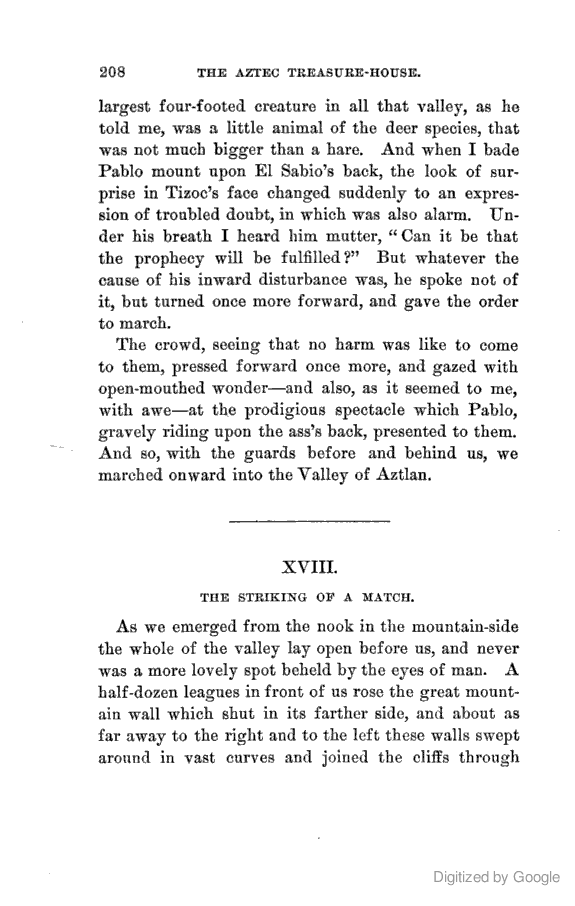 208 THE AZTEC TREASURE-HOUSE.
largest four-footed creature in all that valley, as he
told me, was a little animal of the deer species, that
was not much bigger than a hare. And when I bade
Pablo mount upon El Sabio's back, the look of sur-
prise in Tizoc's face changed suddenly to an expres-
sion of troubled doubt, in which was also alarm. Un-
der his breath I heard him mutter, "Can it be that
the prophecy will be fulfilled?" But whatever the
cause of his inward disturbance was, he spoke not of
it, but turned once more forward, and gave the order
to march.
The crowd, seeing that no harm was like to come
to them, pressed forward once more, and gazed with
open-mouthed wonder—and also, as it seemed to me,
with awe—at the prodigious spectacle which Pablo,
gravely riding upon the ass's back, presented to them.
And so, with the guards before and behind us, we
marched onward into the Valley of Aztlan.
XVIII.
THE STRIKING OF A MATCH.
As we emerged from the nook in the mountain-side
the whole of the valley lay open before us, and never
was a more lovely spot beheld by the eyes of man. A
half-dozen leagues in front of us rose the great mount-
ain wall which shut in its farther side, and about as
far away to the right and to the left these walls swept
around in vast curves and joined the cliffs through
Digitized by Google